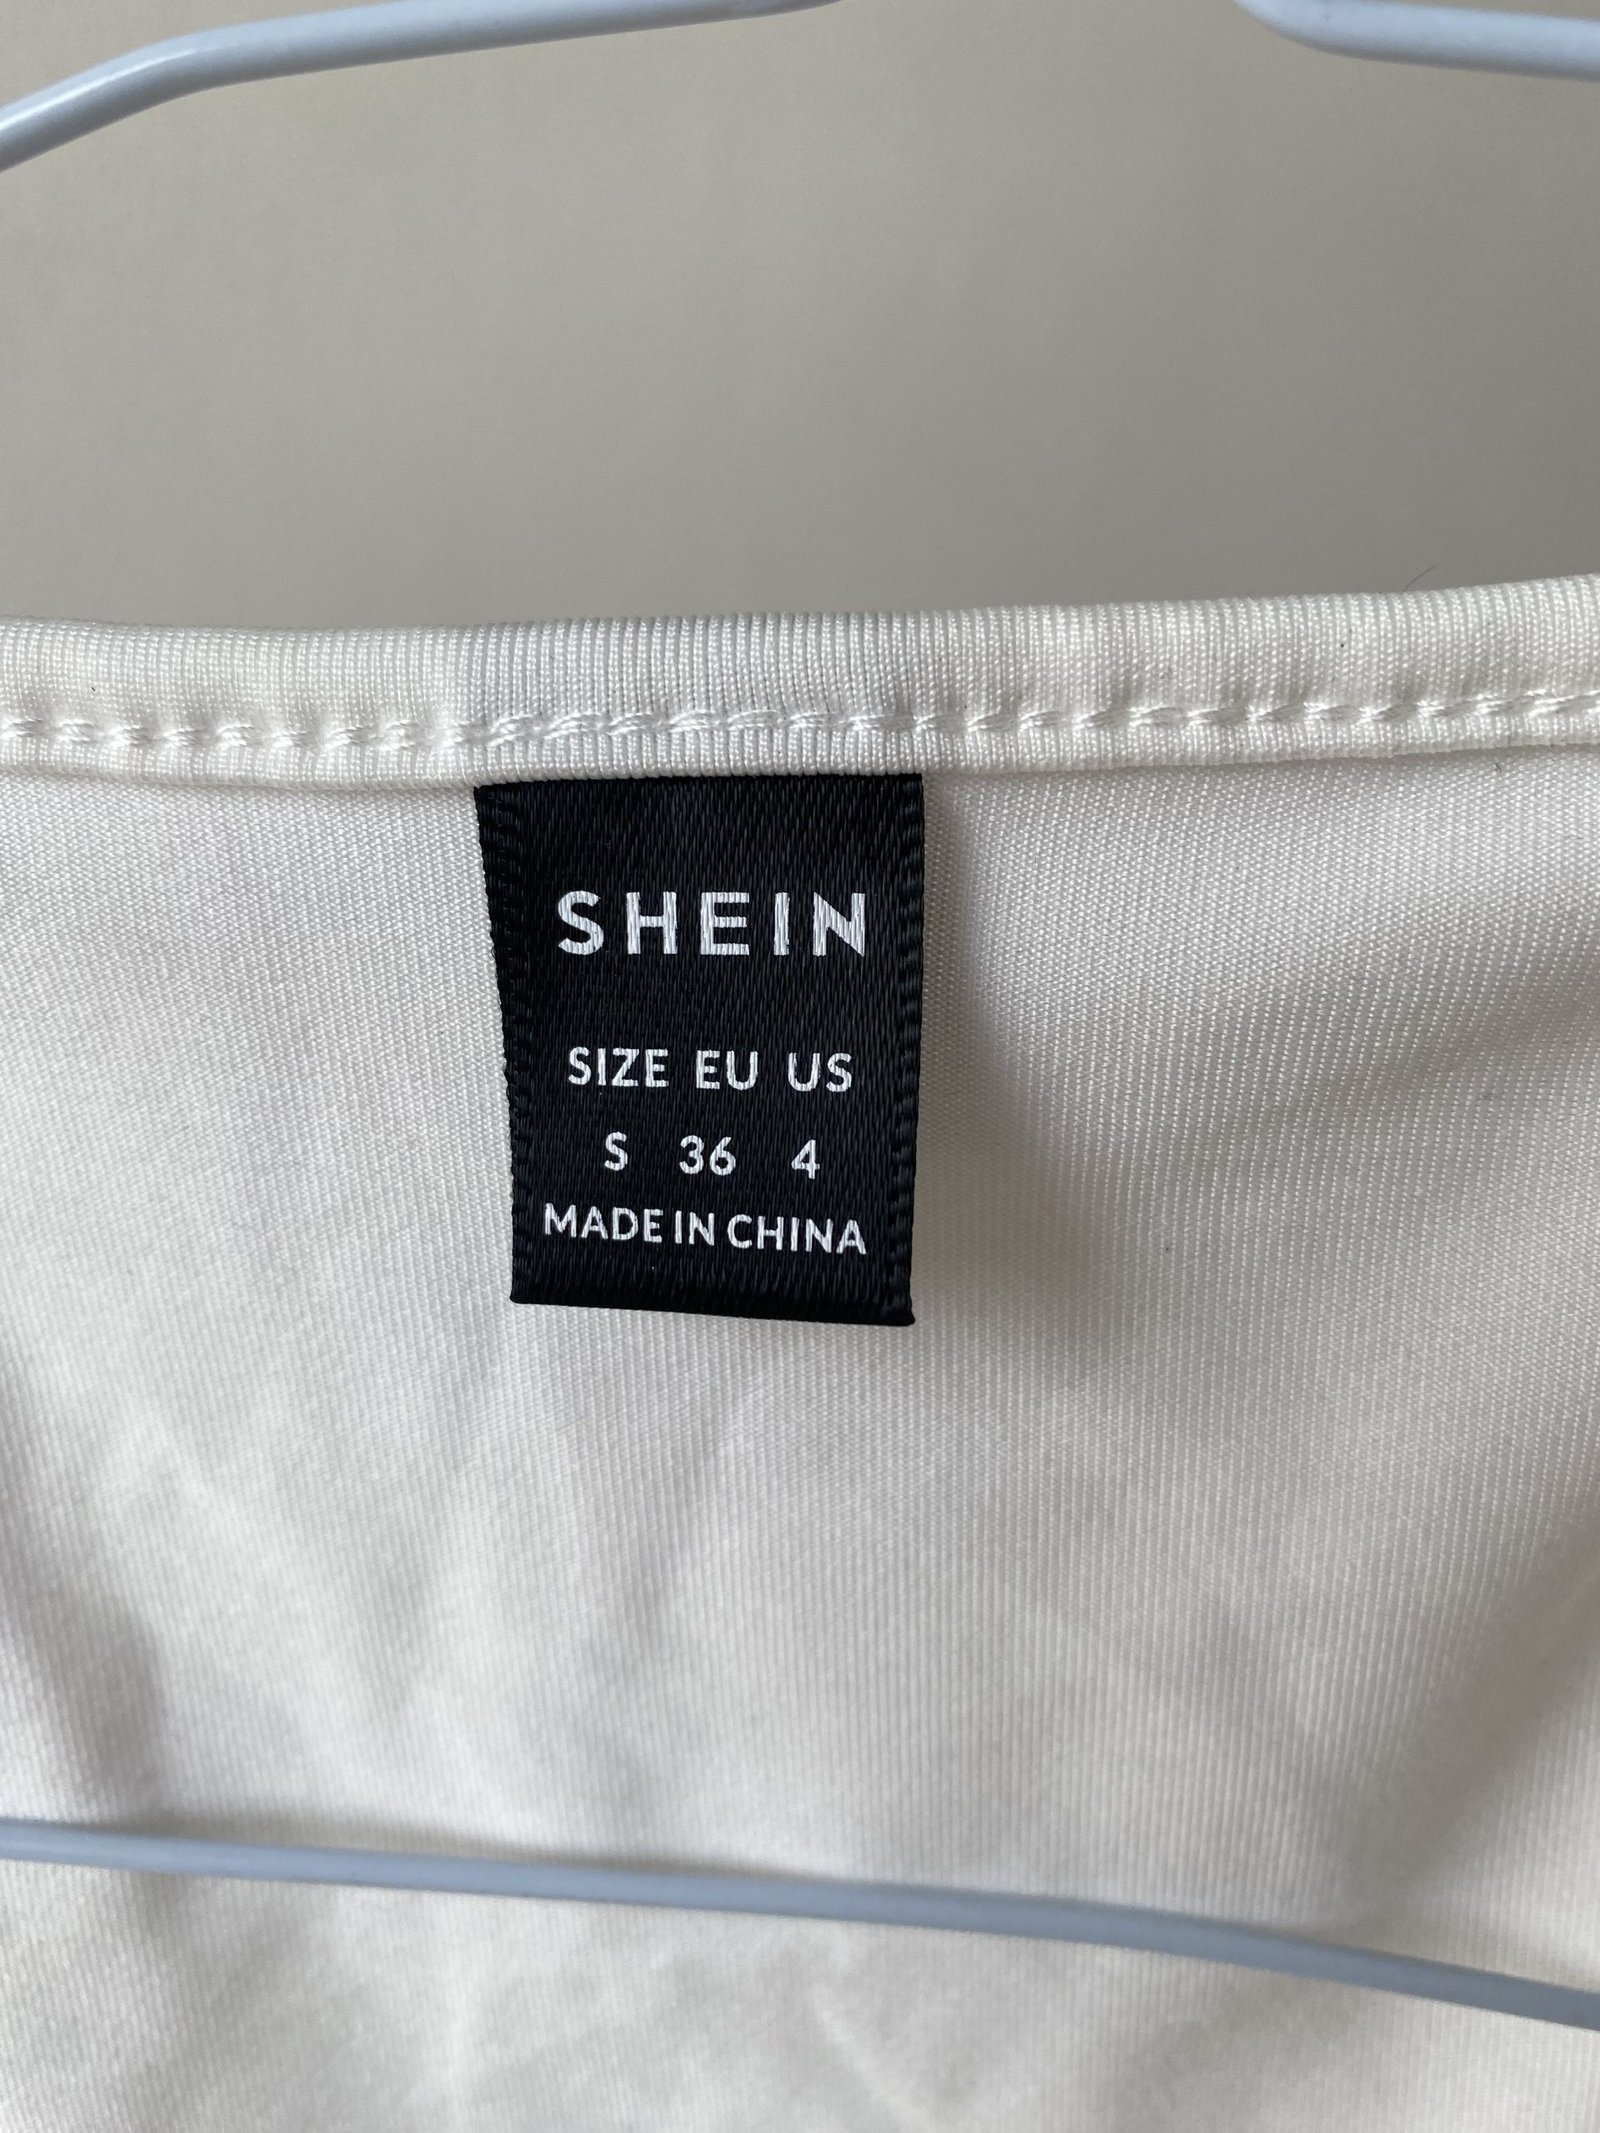 SHEIN
SIZE EU US
S 36 4
MADE IN CHINA